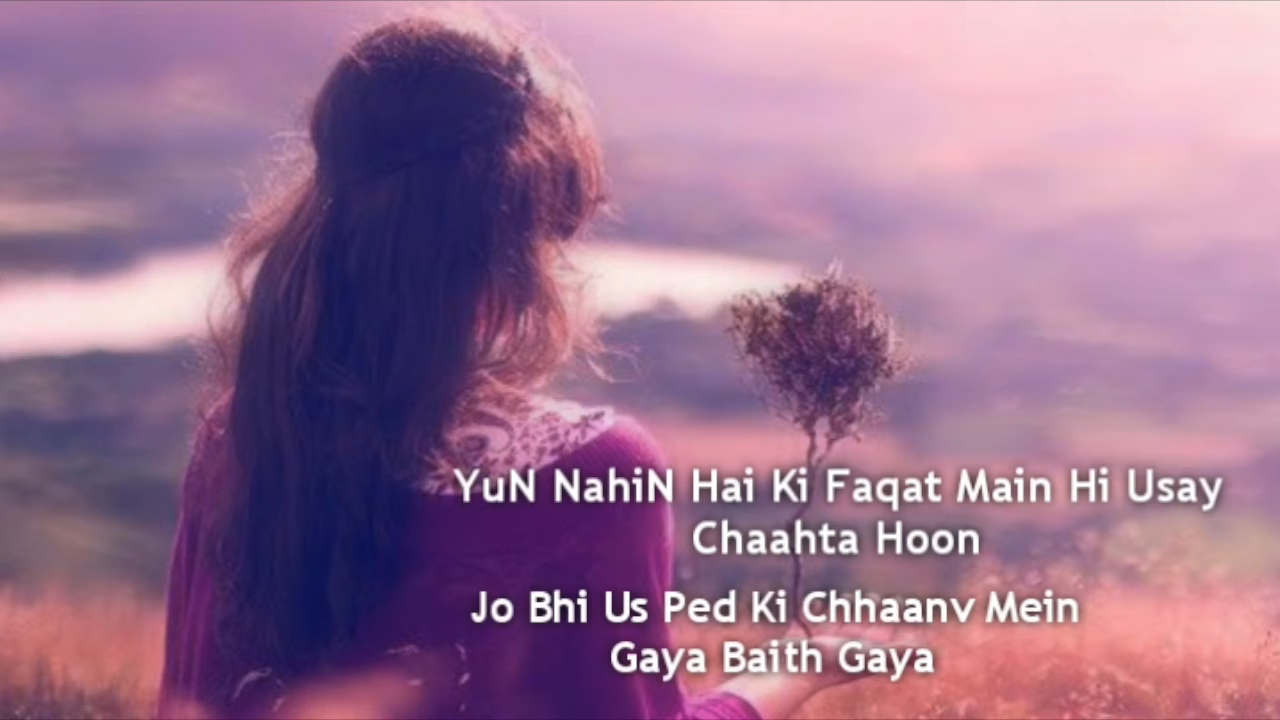 YuN NahiN Hai Ki Faqat Main Hi Usay
Chaahta Hoon
Jo Bhi Us Ped Ki Chhaanv Mein
Gaya Baith Gaya